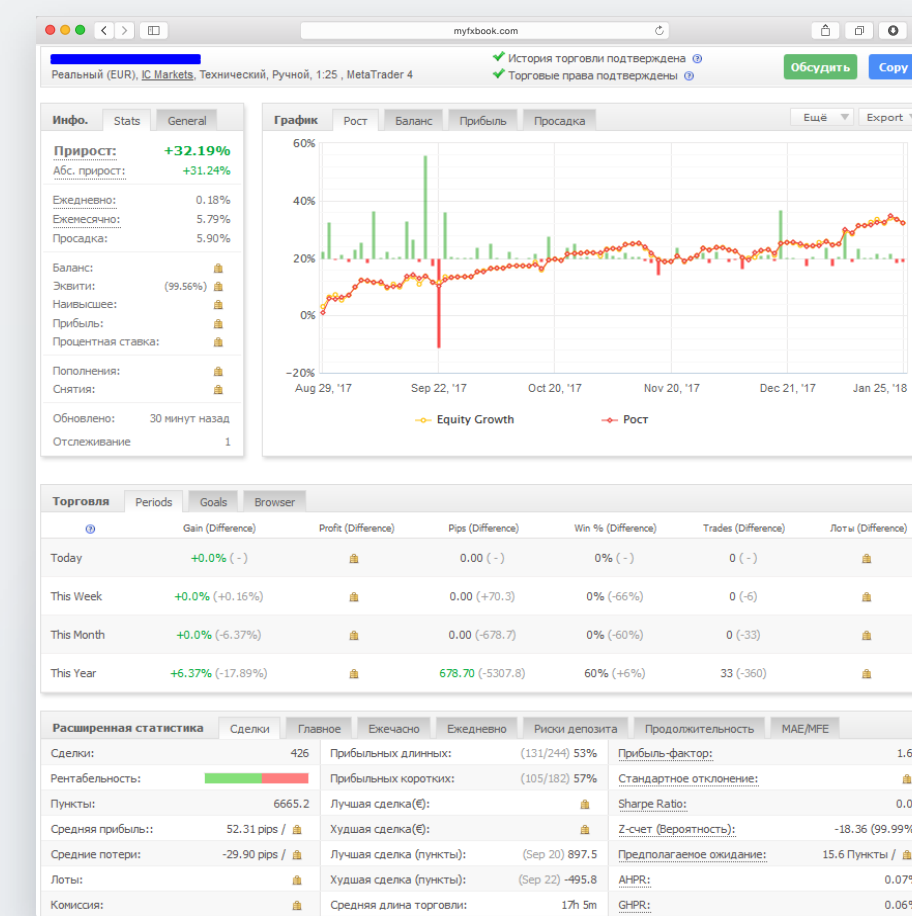 myfxbook.com
Реальный (EUR), IC Markets, Технический, Ручной, 1:25 , MetaTrader 4
История торговли подтверждена
Торговые права подтверждены
Обсудить
Copy
Инфо. Stats General
Прирост: +32.19%
Абс. прирост: +31.24%
Ежедневно: 0.18%
Ежемесячно: 5.79%
Просадка: 5.90%
Баланс:
Эквити: (99.56%)
Наивысшее:
Прибыль:
Процентная ставка:
Пополнения:
Снятия:
Обновлено: 30 минут назад
Отслеживание 1
График Рост Баланс Прибыль Просадка Ещё Export
60%
40%
20%
0%
−20%
Aug 29, '17 Sep 22, '17 Oct 20, '17 Nov 20, '17 Dec 21, '17 Jan 25, '18
Equity Growth Рост
Торговля Periods Goals Browser
Gain (Difference) Profit (Difference) Pips (Difference) Win % (Difference) Trades (Difference) Лоты (Difference)
Today +0.0% ( - ) 0.00 ( - ) 0% ( - ) 0 ( - )
This Week +0.0% (+0.16%) 0.00 (+70.3) 0% (-66%) 0 (-6)
This Month +0.0% (-6.37%) 0.00 (-678.7) 0% (-60%) 0 (-33)
This Year +6.37% (-17.89%) 678.70 (-5307.8) 60% (+6%) 33 (-360)
Расширенная статистика Сделки Главное Ежечасно Ежедневно Риски депозита Продолжительность MAE/MFE
Сделки: 426 Прибыльных длинных: (131/244) 53% Прибыль-фактор: 1.6
Рентабельность: Прибыльных коротких: (105/182) 57% Стандартное отклонение:
Пункты: 6665.2 Лучшая сделка(€): Sharpe Ratio: 0.0
Средняя прибыль:: 52.31 pips / Худшая сделка(€): Z-счет (Вероятность): -18.36 (99.99%
Средние потери: -29.90 pips / Лучшая сделка (пункты): (Sep 20) 897.5 Предполагаемое ожидание: 15.6 Пункты /
Лоты: Худшая сделка (пункты): (Sep 22) -495.8 AHPR: 0.07%
Комиссия: Средняя длина торговли: 17h 5m GHPR: 0.06%